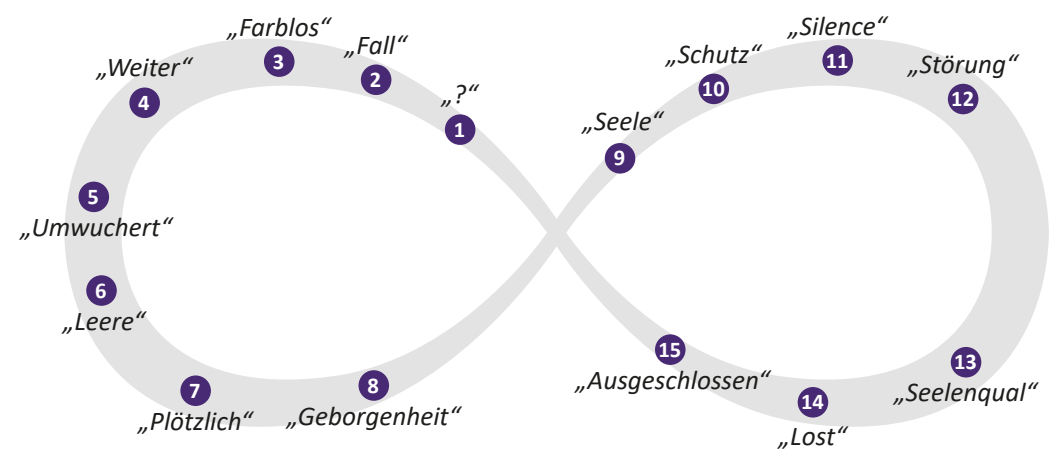 „?“
1
„Fall“
2
„Farblos“
3
„Weiter“
4
5
„Umwuchert“
6
„Leere“
7
„Plötzlich“
8
„Geborgenheit“
„Seele“
9
„Schutz“
10
„Silence“
11
„Störung“
12
13
„Seelenqual“
14
„Lost“
15
„Ausgeschlossen“